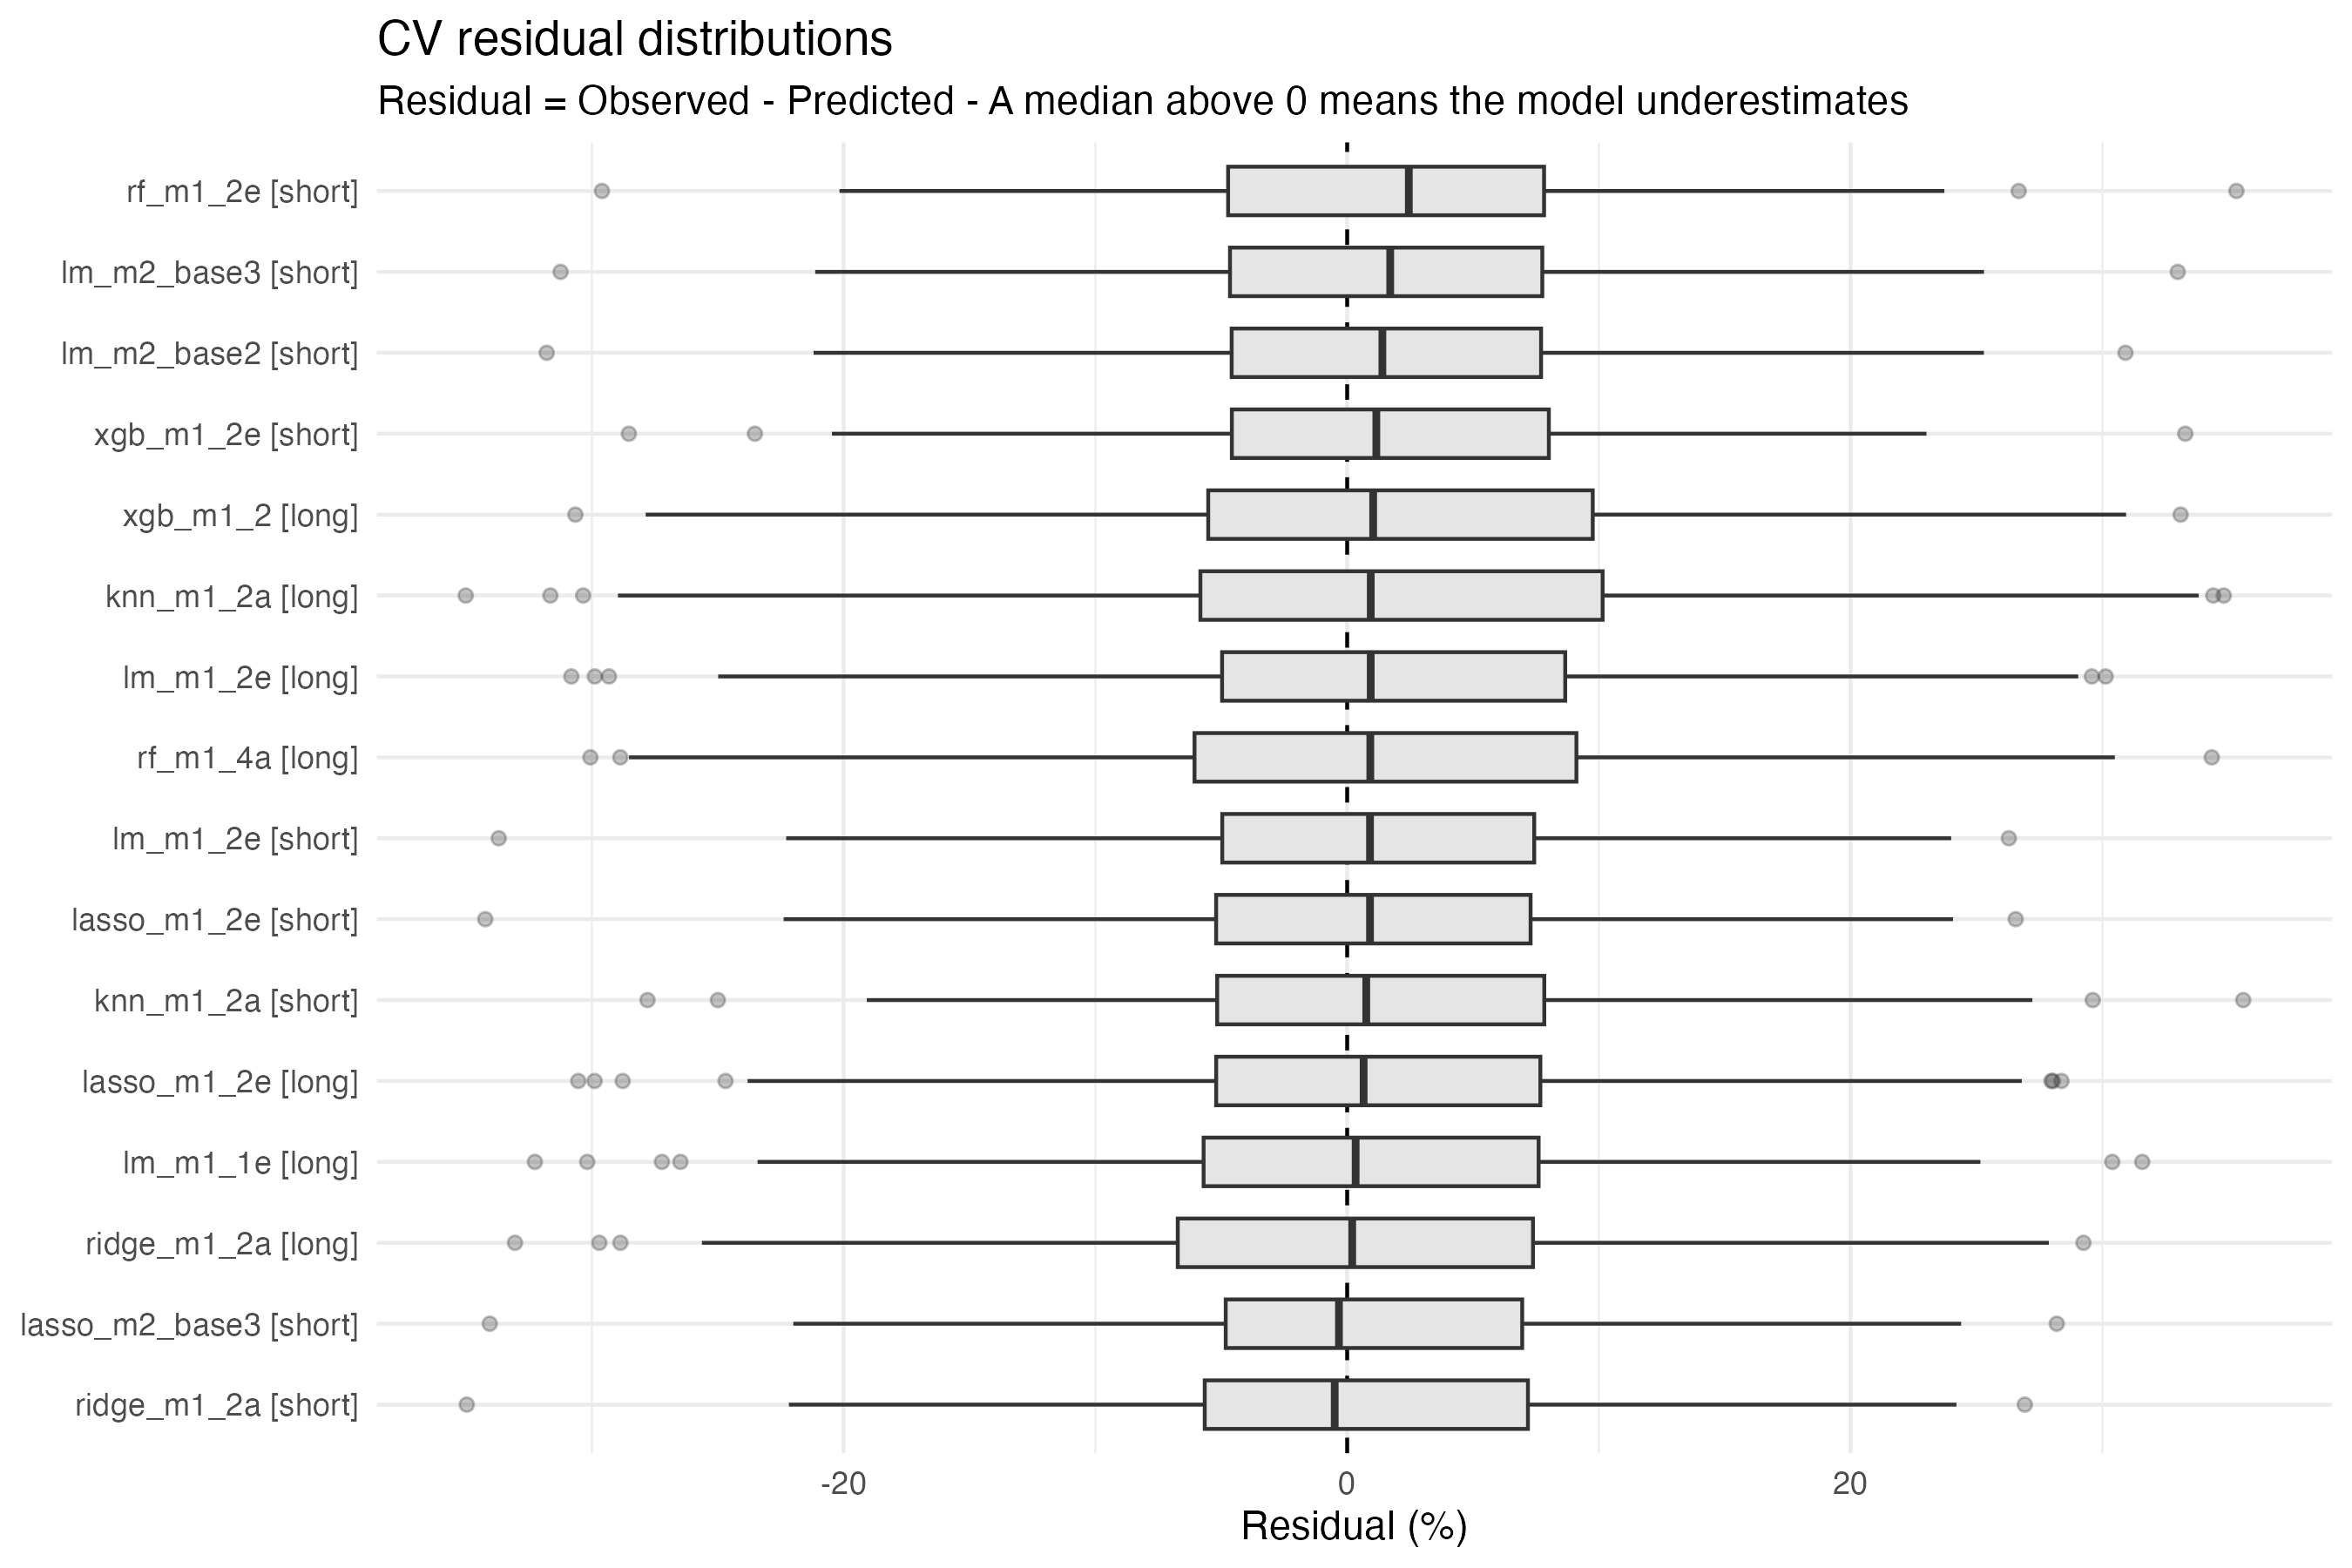 CV residual distributions
Residual = Observed - Predicted - A median above 0 means the model underestimates
rf_m1_2e [short]
lm_m2_base3 [short]
lm_m2_base2 [short]
xgb_m1_2e [short]
xgb_m1_2 [long]
knn_m1_2a [long]
lm_m1_2e [long]
rf_m1_4a [long]
lm_m1_2e [short]
lasso_m1_2e [short]
knn_m1_2a [short]
lasso_m1_2e [long]
lm_m1_1e [long]
ridge_m1_2a [long]
lasso_m2_base3 [short]
ridge_m1_2a [short]
-20 0 20
Residual (%)